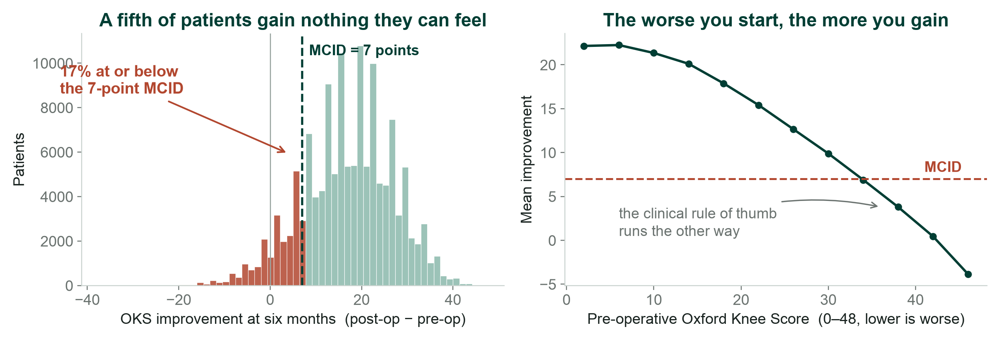 A fifth of patients gain nothing they can feel
MCID = 7 points
17% at or below
the 7-point MCID
Patients
10000
8000
6000
4000
2000
0
−40
−20
0
20
40
OKS improvement at six months (post-op − pre-op)
The worse you start, the more you gain
Mean improvement
20
15
10
5
0
−5
MCID
the clinical rule of thumb
runs the other way
0
10
20
30
40
Pre-operative Oxford Knee Score (0–48, lower is worse)